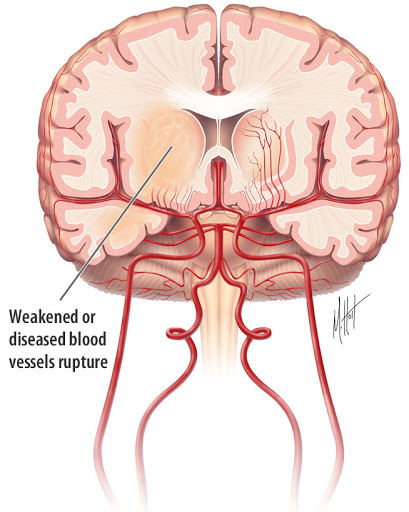 Weakened or
diseased blood
vessels rupture